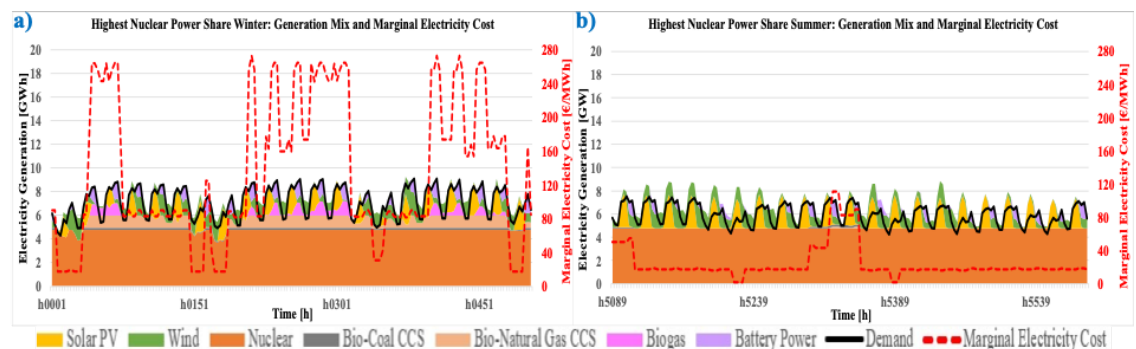 a)
Highest Nuclear Power Share Winter: Generation Mix and Marginal Electricity Cost
Electricity Generation [GWh]
20
18
16
14
12
10
8
6
4
2
0
280
240
200
160
120
80
40
0
Marginal Electricity Cost [€/MWh]
h0001 h0151 h0301 h0451
Time [h]
b)
Highest Nuclear Power Share Summer: Generation Mix and Marginal Electricity Cost
Electricity Generation [GW]
20
18
16
14
12
10
8
6
4
2
0
280
240
200
160
120
80
40
0
Marginal Electricity Cost [€/MWh]
h5089 h5239 h5389 h5539
Time [h]
Solar PV Wind Nuclear Bio-Coal CCS Bio-Natural Gas CCS Biogas Battery Power Demand Marginal Electricity Cost